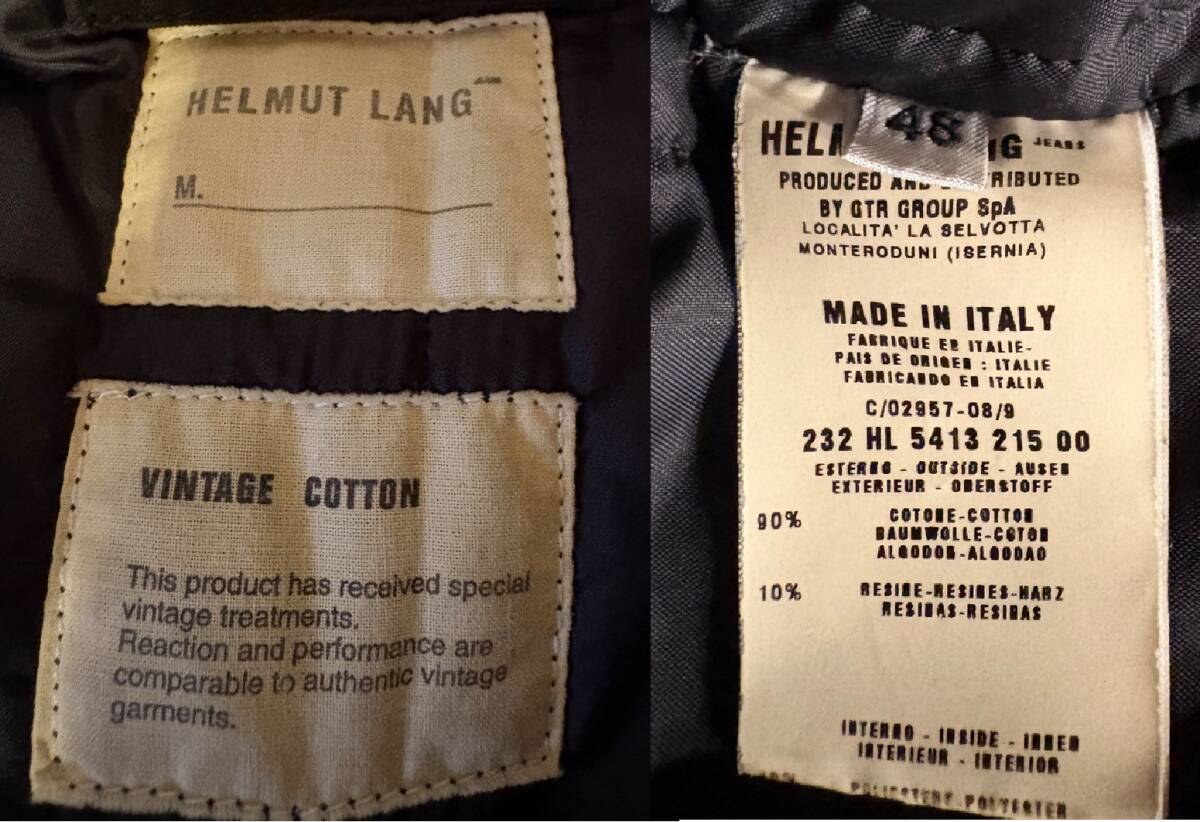 HELMUT LANG JEANS
M.
VINTAGE COTTON
This product has received special
vintage treatments.
Reaction and performance are
comparable to authentic vintage
garments.
48
JEANS
PRODUCED AND
BY GTR GROUP SpA
LOCALITA' LA SELVOTTA
MONTERODUNI (ISERNIA)
MADE IN ITALY
FABRIQUE EN ITALIE-
PAIS DE ORIGEN : ITALIE
FABRICANDO EN ITALIA
C/02957-08/9
232 HL 5413 215 00
ESTERNO - OUTSIDE - AUSEN
EXTERIEUR - OBERSTOFF
90% COTONE-COTTON
BAUMWOLLE-COTON
ALGODON-ALGODAO
10% RESINE-RESINES-HARZ
RESINAS-RESINAS
INTERNO - INSIDE - INNEN
INTERIEUR - INTERIOR
POLYESTER